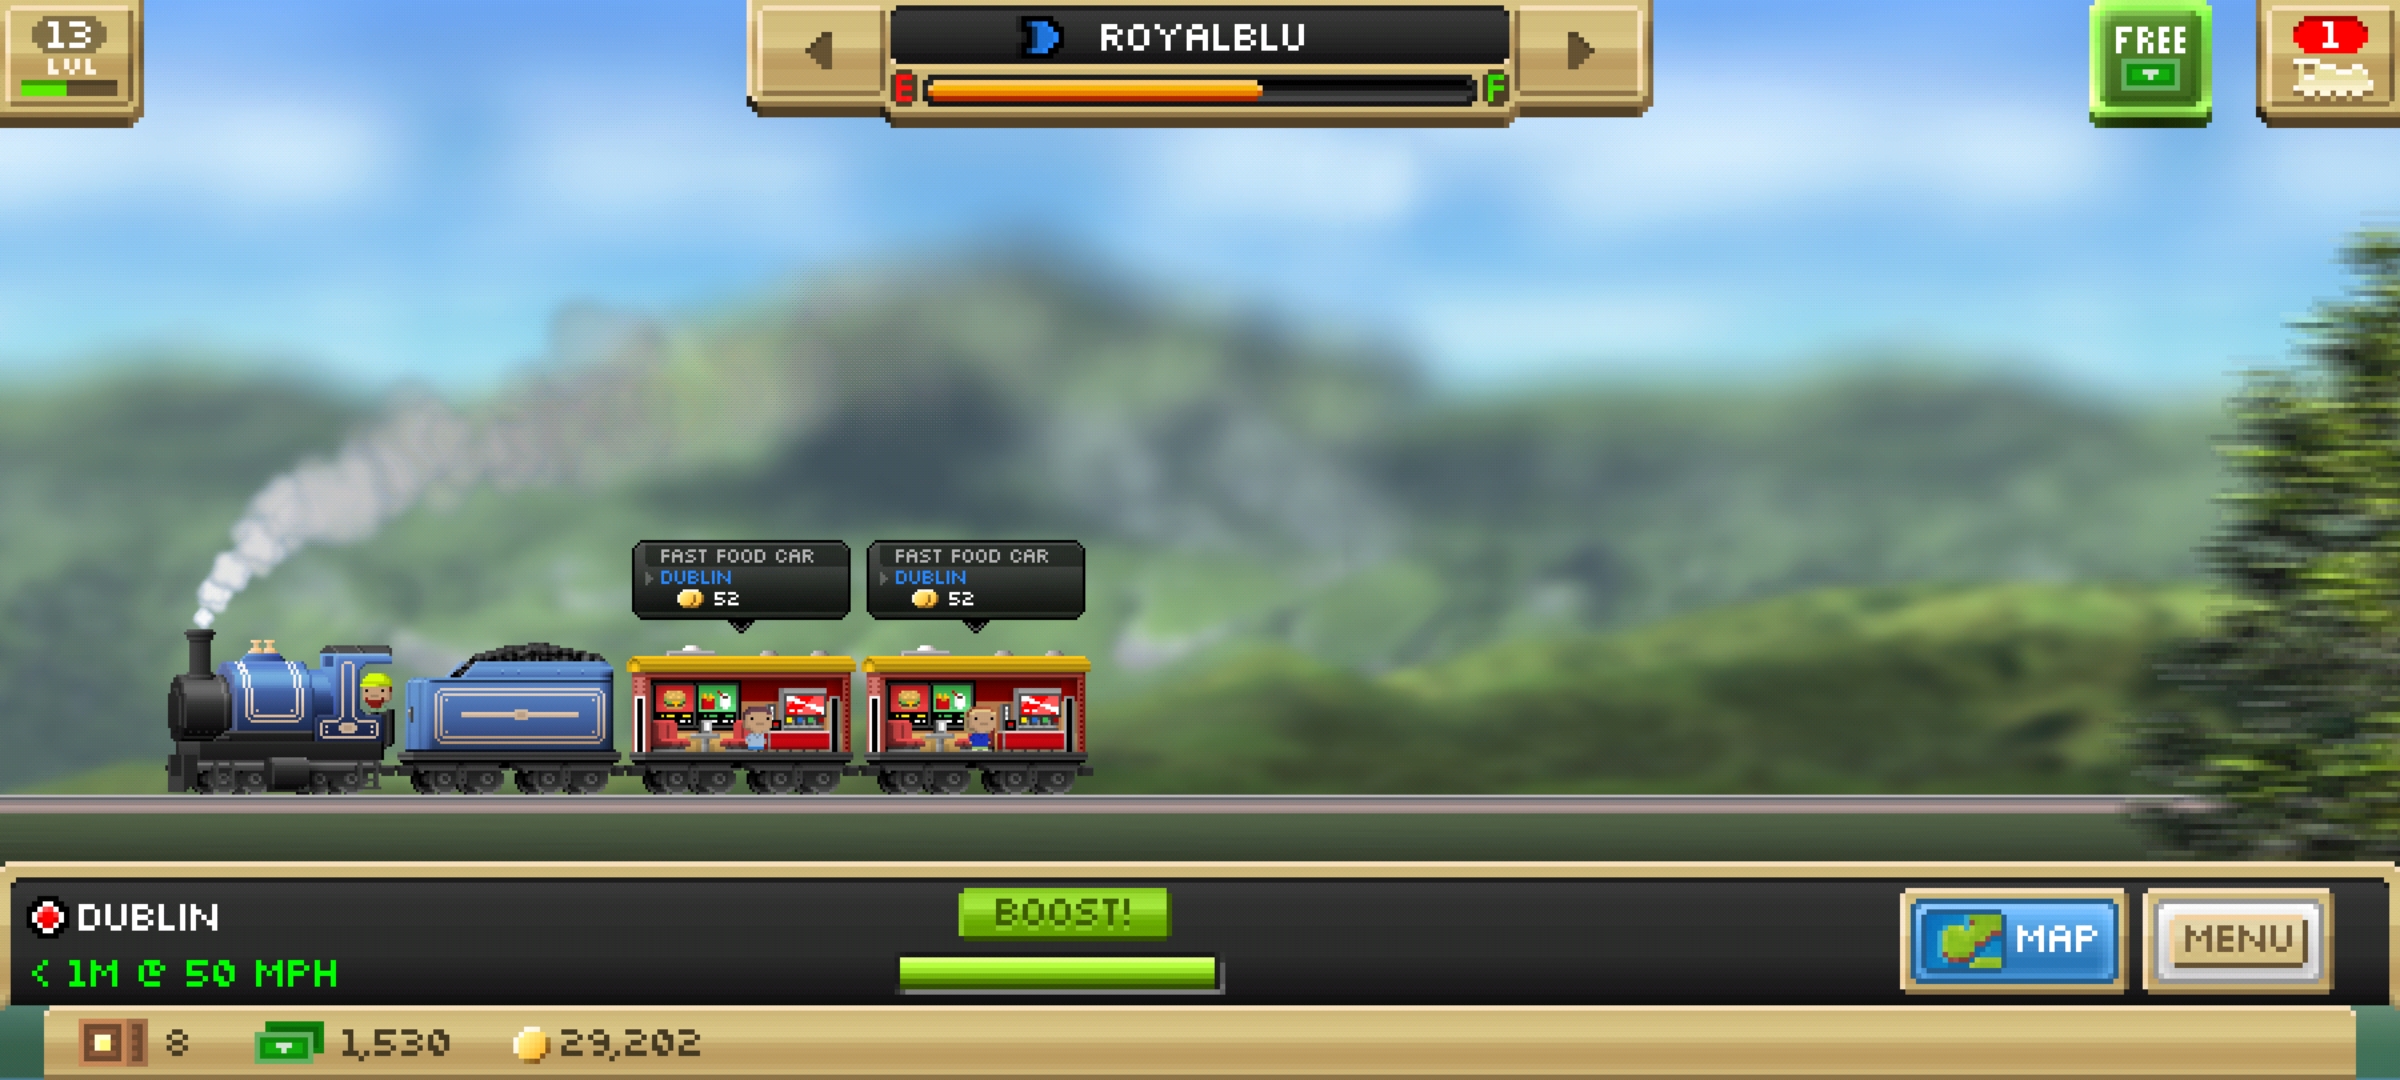 13
LVL
ROYALBLU
E F
FREE
1
FAST FOOD CAR
DUBLIN
52
FAST FOOD CAR
DUBLIN
52
DUBLIN
< 1M @ 50 MPH
BOOST!
MAP
MENU
8
1,530
29,202